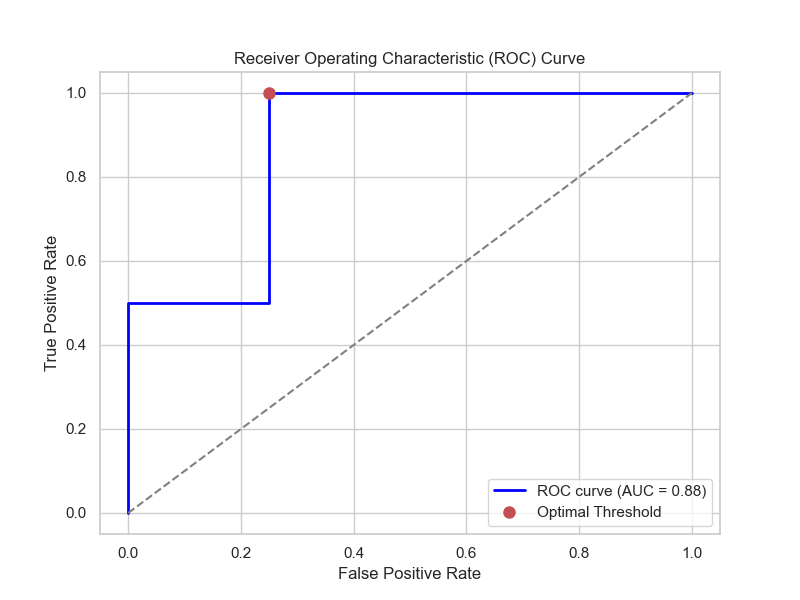 Receiver Operating Characteristic (ROC) Curve
1.0
0.8
0.6
0.4
0.2
0.0
True Positive Rate
0.0 0.2 0.4 0.6 0.8 1.0
False Positive Rate
ROC curve (AUC = 0.88)
Optimal Threshold